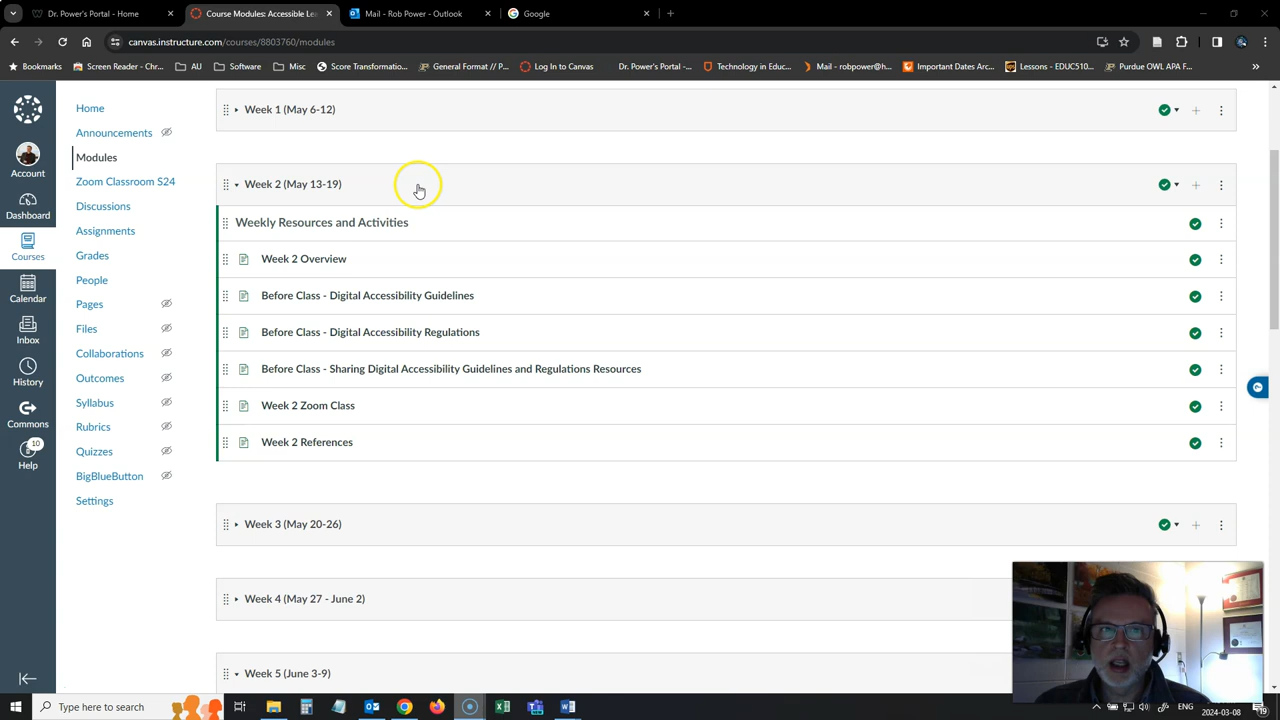 Dr. Power's Portal - Home
Course Modules: Accessible Le
Mail - Rob Power - Outlook
Google
canvas.instructure.com/courses/8803760/modules
Bookmarks
Screen Reader - Chr...
AU
Software
Misc
Score Transformatio...
General Format // P...
Log In to Canvas
Dr. Power's Portal -...
Technology in Educ...
Mail - robpower@h...
Important Dates Arc...
Lessons - EDUC510...
Purdue OWL APA F...
Account
Dashboard
Courses
Calendar
Inbox
History
Commons
10
Help
Home
Announcements
Modules
Zoom Classroom S24
Discussions
Assignments
Grades
People
Pages
Files
Collaborations
Outcomes
Syllabus
Rubrics
Quizzes
BigBlueButton
Settings
Week 1 (May 6-12)
Week 2 (May 13-19)
Weekly Resources and Activities
Week 2 Overview
Before Class - Digital Accessibility Guidelines
Before Class - Digital Accessibility Regulations
Before Class - Sharing Digital Accessibility Guidelines and Regulations Resources
Week 2 Zoom Class
Week 2 References
Week 3 (May 20-26)
Week 4 (May 27 - June 2)
Week 5 (June 3-9)
Type here to search
ENG
2024-03-08
19